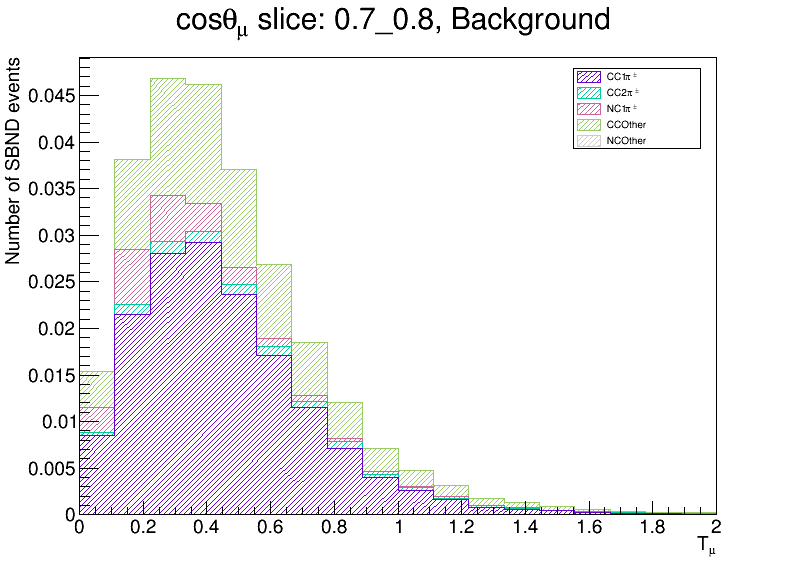 cosθμ slice: 0.7_0.8, Background
Number of SBND events
0.045
0.04
0.035
0.03
0.025
0.02
0.015
0.01
0.005
0
CC1π ±
CC2π ±
NC1π ±
CCOther
NCOther
0 0.2 0.4 0.6 0.8 1 1.2 1.4 1.6 1.8 2
Tμ